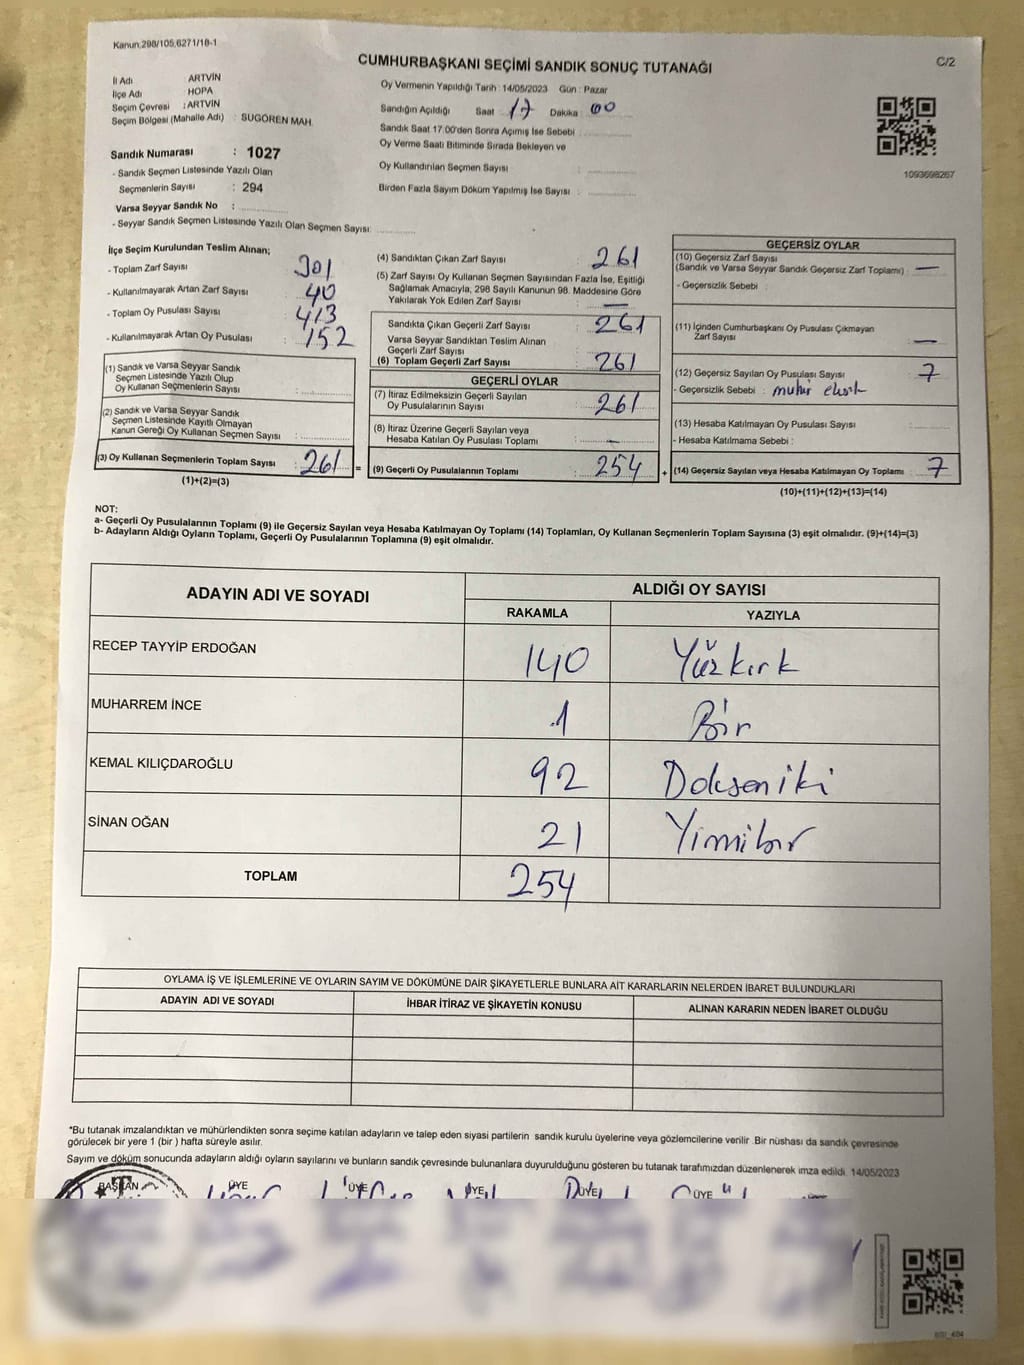 Kanun:298/105,6271/18-1
CUMHURBAŞKANI SEÇİMİ SANDIK SONUÇ TUTANAĞI
C/2
İl Adı : ARTVİN
İlçe Adı : HOPA
Seçim Çevresi : ARTVİN
Seçim Bölgesi (Mahalle Adı) : SUGÖREN MAH.
Sandık Numarası : 1027
- Sandık Seçmen Listesinde Yazılı Olan
Seçmenlerin Sayısı : 294
Varsa Seyyar Sandık No :
- Seyyar Sandık Seçmen Listesinde Yazılı Olan Seçmen Sayısı:
Oy Vermenin Yapıldığı Tarih : 14/05/2023 Gün : Pazar
Sandığın Açıldığı Saat : 17 Dakika : 00
Sandık Saat 17.00'den Sonra Açımış İse Sebebi :
Oy Verme Saati Bitiminde Sırada Bekleyen ve
Oy Kullandırılan Seçmen Sayısı :
Birden Fazla Sayım Döküm Yapılmış İse Sayısı :
1093698267
İlçe Seçim Kurulundan Teslim Alınan;
- Toplam Zarf Sayısı : 301
- Kullanılmayarak Artan Zarf Sayısı : 40
- Toplam Oy Pusulası Sayısı : 413
- Kullanılmayarak Artan Oy Pusulası : 152
(1) Sandık ve Varsa Seyyar Sandık
Seçmen Listesinde Yazılı Olup
Oy Kullanan Seçmenlerin Sayısı :
(2) Sandık ve Varsa Seyyar Sandık
Seçmen Listesinde Kayıtlı Olmayan
Kanun Gereği Oy Kullanan Seçmen Sayısı :
(3) Oy Kullanan Seçmenlerin Toplam Sayısı : 261 =
(1)+(2)=(3)
(4) Sandıktan Çıkan Zarf Sayısı : 261
(5) Zarf Sayısı Oy Kullanan Seçmen Sayısından Fazla İse, Eşitliği
Sağlamak Amacıyla, 298 Sayılı Kanunun 98. Maddesine Göre
Yakılarak Yok Edilen Zarf Sayısı : —
Sandıkta Çıkan Geçerli Zarf Sayısı : 261
Varsa Seyyar Sandıktan Teslim Alınan
Geçerli Zarf Sayısı :
(6) Toplam Geçerli Zarf Sayısı : 261
GEÇERLİ OYLAR
(7) İtiraz Edilmeksizin Geçerli Sayılan
Oy Pusulalarının Sayısı : 261
(8) İtiraz Üzerine Geçerli Sayılan veya
Hesaba Katılan Oy Pusulası Toplamı : —
(9) Geçerli Oy Pusulalarının Toplamı : 254 +
GEÇERSİZ OYLAR
(10) Geçersiz Zarf Sayısı
(Sandık ve Varsa Seyyar Sandık Geçersiz Zarf Toplamı) : —
- Geçersizlik Sebebi :
(11) İçinden Cumhurbaşkanı Oy Pusulası Çıkmayan
Zarf Sayısı : —
(12) Geçersiz Sayılan Oy Pusulası Sayısı : 7
- Geçersizlik Sebebi : muhür eksik
(13) Hesaba Katılmayan Oy Pusulası Sayısı :
- Hesaba Katılmama Sebebi :
(14) Geçersiz Sayılan veya Hesaba Katılmayan Oy Toplamı : 7
(10)+(11)+(12)+(13)=(14)
NOT:
a- Geçerli Oy Pusulalarının Toplamı (9) ile Geçersiz Sayılan veya Hesaba Katılmayan Oy Toplamı (14) Toplamları, Oy Kullanan Seçmenlerin Toplam Sayısına (3) eşit olmalıdır. (9)+(14)=(3)
b- Adayların Aldığı Oyların Toplamı, Geçerli Oy Pusulalarının Toplamına (9) eşit olmalıdır.
ADAYIN ADI VE SOYADI
ALDIĞI OY SAYISI
RAKAMLA YAZIYLA
RECEP TAYYİP ERDOĞAN 140 Yüzkırk
MUHARREM İNCE 1 Bir
KEMAL KILIÇDAROĞLU 92 Doksaniki
SİNAN OĞAN 21 Yirmibir
TOPLAM 254
OYLAMA İŞ VE İŞLEMLERİNE VE OYLARIN SAYIM VE DÖKÜMÜNE DAİR ŞİKAYETLERLE BUNLARA AİT KARARLARIN NELERDEN İBARET BULUNDUKLARI
ADAYIN ADI VE SOYADI İHBAR İTİRAZ VE ŞİKAYETİN KONUSU ALINAN KARARIN NEDEN İBARET OLDUĞU
*Bu tutanak imzalandıktan ve mühürlendikten sonra seçime katılan adayların ve talep eden siyasi partilerin sandık kurulu üyelerine veya gözlemcilerine verilir .Bir nüshası da sandık çevresinde
görülecek bir yere 1 (bir ) hafta süreyle asılır.
Sayım ve döküm sonucunda adayların aldığı oyların sayılarını ve bunların sandık çevresinde bulunanlara duyurulduğunu gösteren bu tutanak tarafımızdan düzenlenerek imza edildi. 14/05/2023
BAŞKAN ÜYE ÜYE ÜYE ÜYE ÜYE